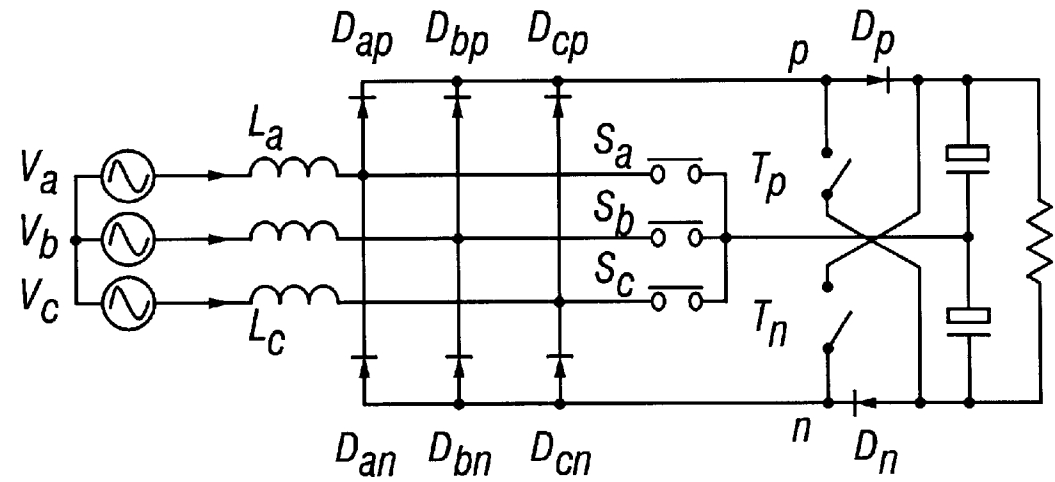 Dap Dbp Dcp p Dp
La
Va Sa Tp
Vb Sb
Vc Sc Tn
Lc
Dan Dbn Dcn n Dn